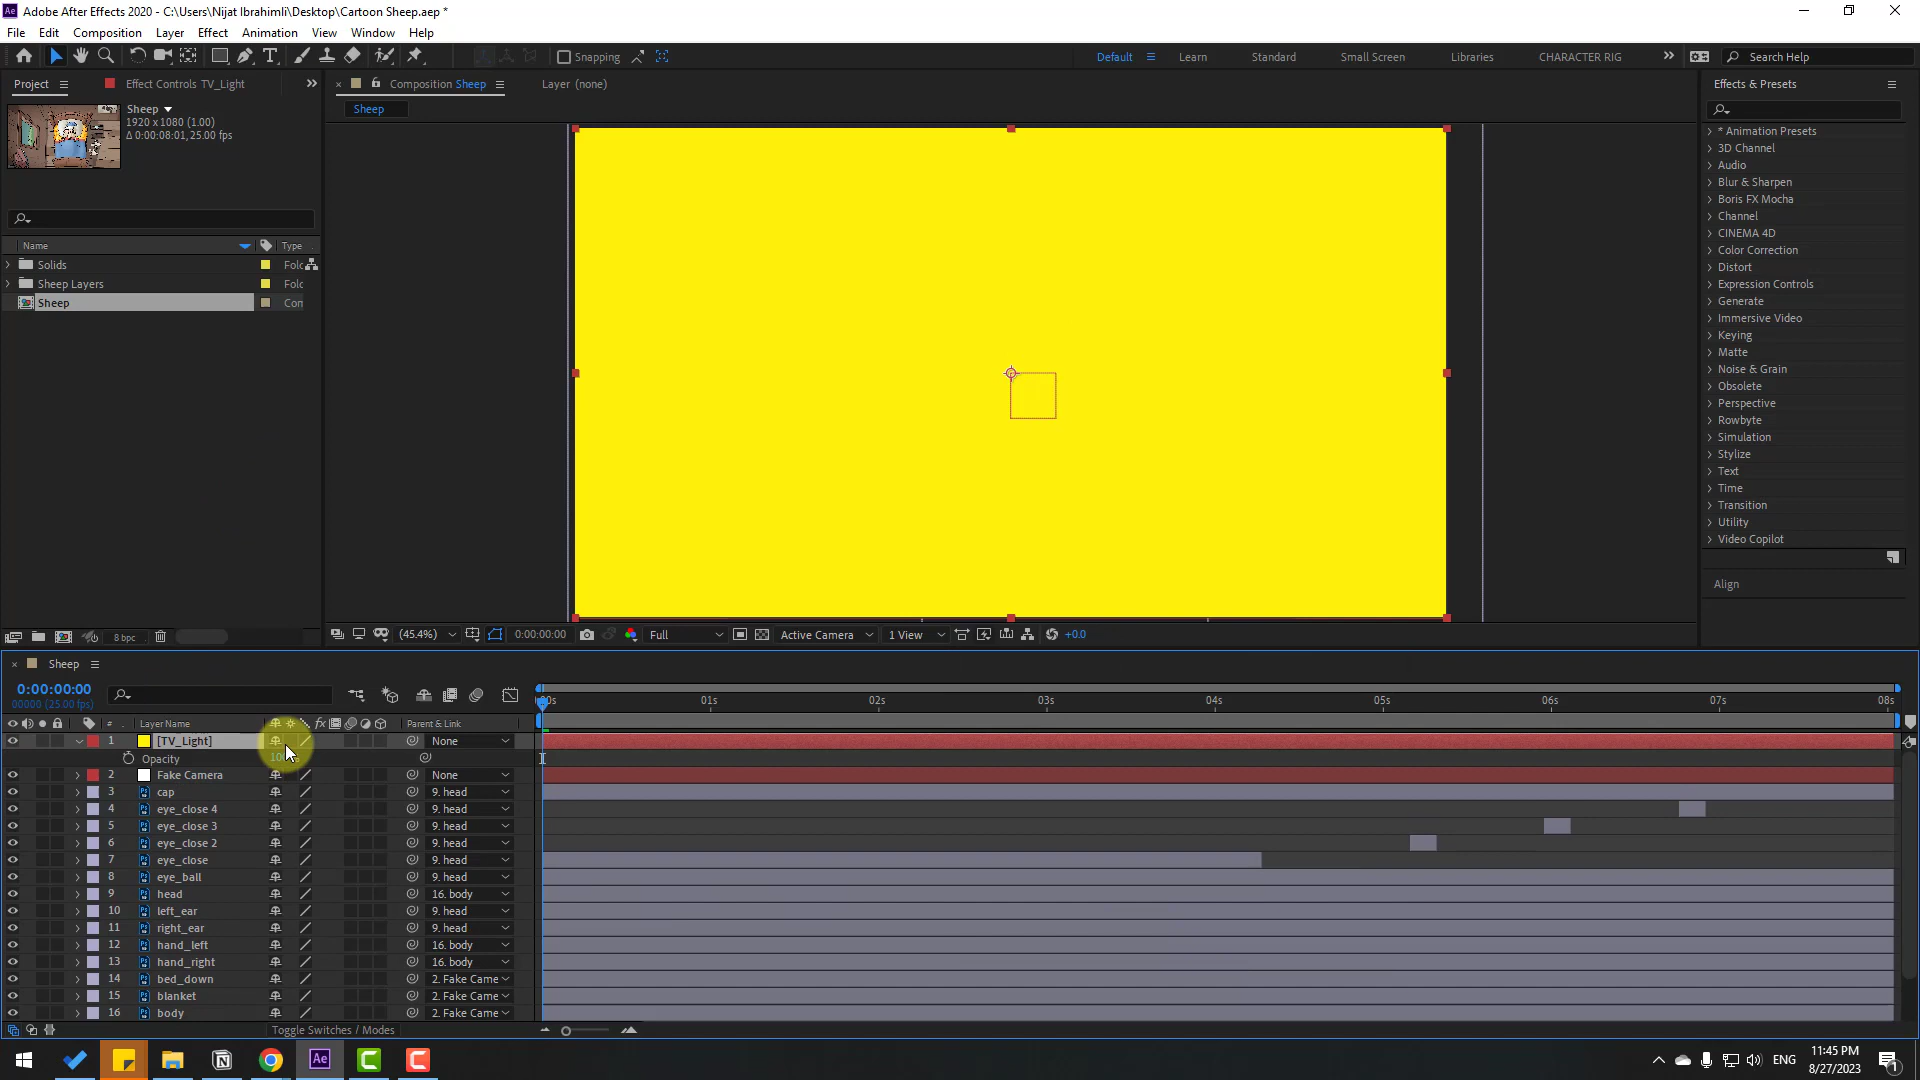 Adobe After Effects 2020 - C:\Users\Nijat Ibrahimli\Desktop\Cartoon Sheep.aep *
File Edit Composition Layer Effect Animation View Window Help
Snapping Default Learn Standard Small Screen Libraries CHARACTER RIG Search Help
Project Effect Controls TV_Light Composition Sheep Layer (none) Effects & Presets
Sheep
1920 x 1080 (1.00)
Δ 0:00:08:01, 25.00 fps
Sheep
* Animation Presets
3D Channel
Audio
Blur & Sharpen
Boris FX Mocha
Channel
CINEMA 4D
Color Correction
Distort
Expression Controls
Generate
Immersive Video
Keying
Matte
Noise & Grain
Obsolete
Perspective
Rowbyte
Simulation
Stylize
Text
Time
Transition
Utility
Video Copilot
Align
Name Type
Solids Folc
Sheep Layers Folc
Sheep Con
8 bpc (45.4%) 0:00:00:00 Full Active Camera 1 View +0.0
Sheep
0:00:00:00
00000 (25.00 fps)
01s 02s 03s 04s 05s 06s 07s 08s
# Layer Name fx Parent & Link
1 [TV_Light] None
Opacity
2 Fake Camera None
3 cap 9. head
4 eye_close 4 9. head
5 eye_close 3 9. head
6 eye_close 2 9. head
7 eye_close 9. head
8 eye_ball 9. head
9 head 16. body
10 left_ear 9. head
11 right_ear 9. head
12 hand_left 16. body
13 hand_right 16. body
14 bed_down 2. Fake Came
15 blanket 2. Fake Came
16 body 2. Fake Came
Toggle Switches / Modes
ENG 11:45 PM
8/27/2023